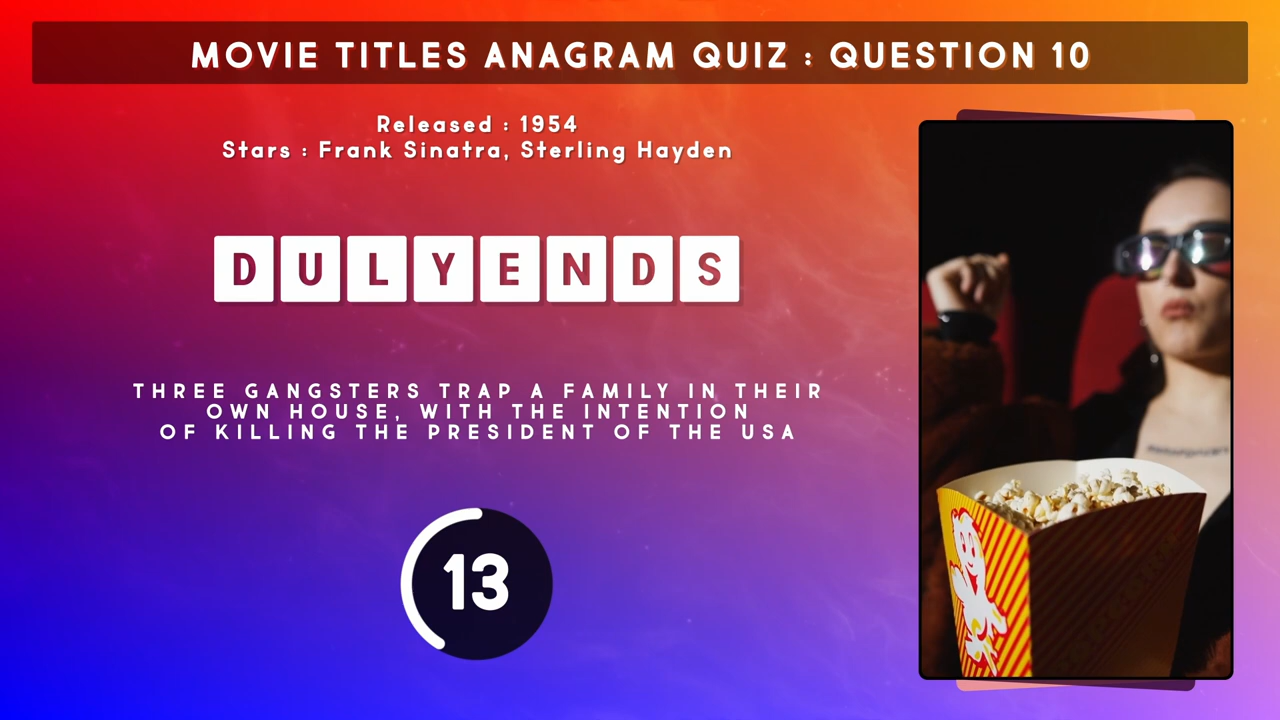 MOVIE TITLES ANAGRAM QUIZ : QUESTION 10
Released : 1954
Stars : Frank Sinatra, Sterling Hayden
DULYENDS
THREE GANGSTERS TRAP A FAMILY IN THEIR
OWN HOUSE, WITH THE INTENTION
OF KILLING THE PRESIDENT OF THE USA
13